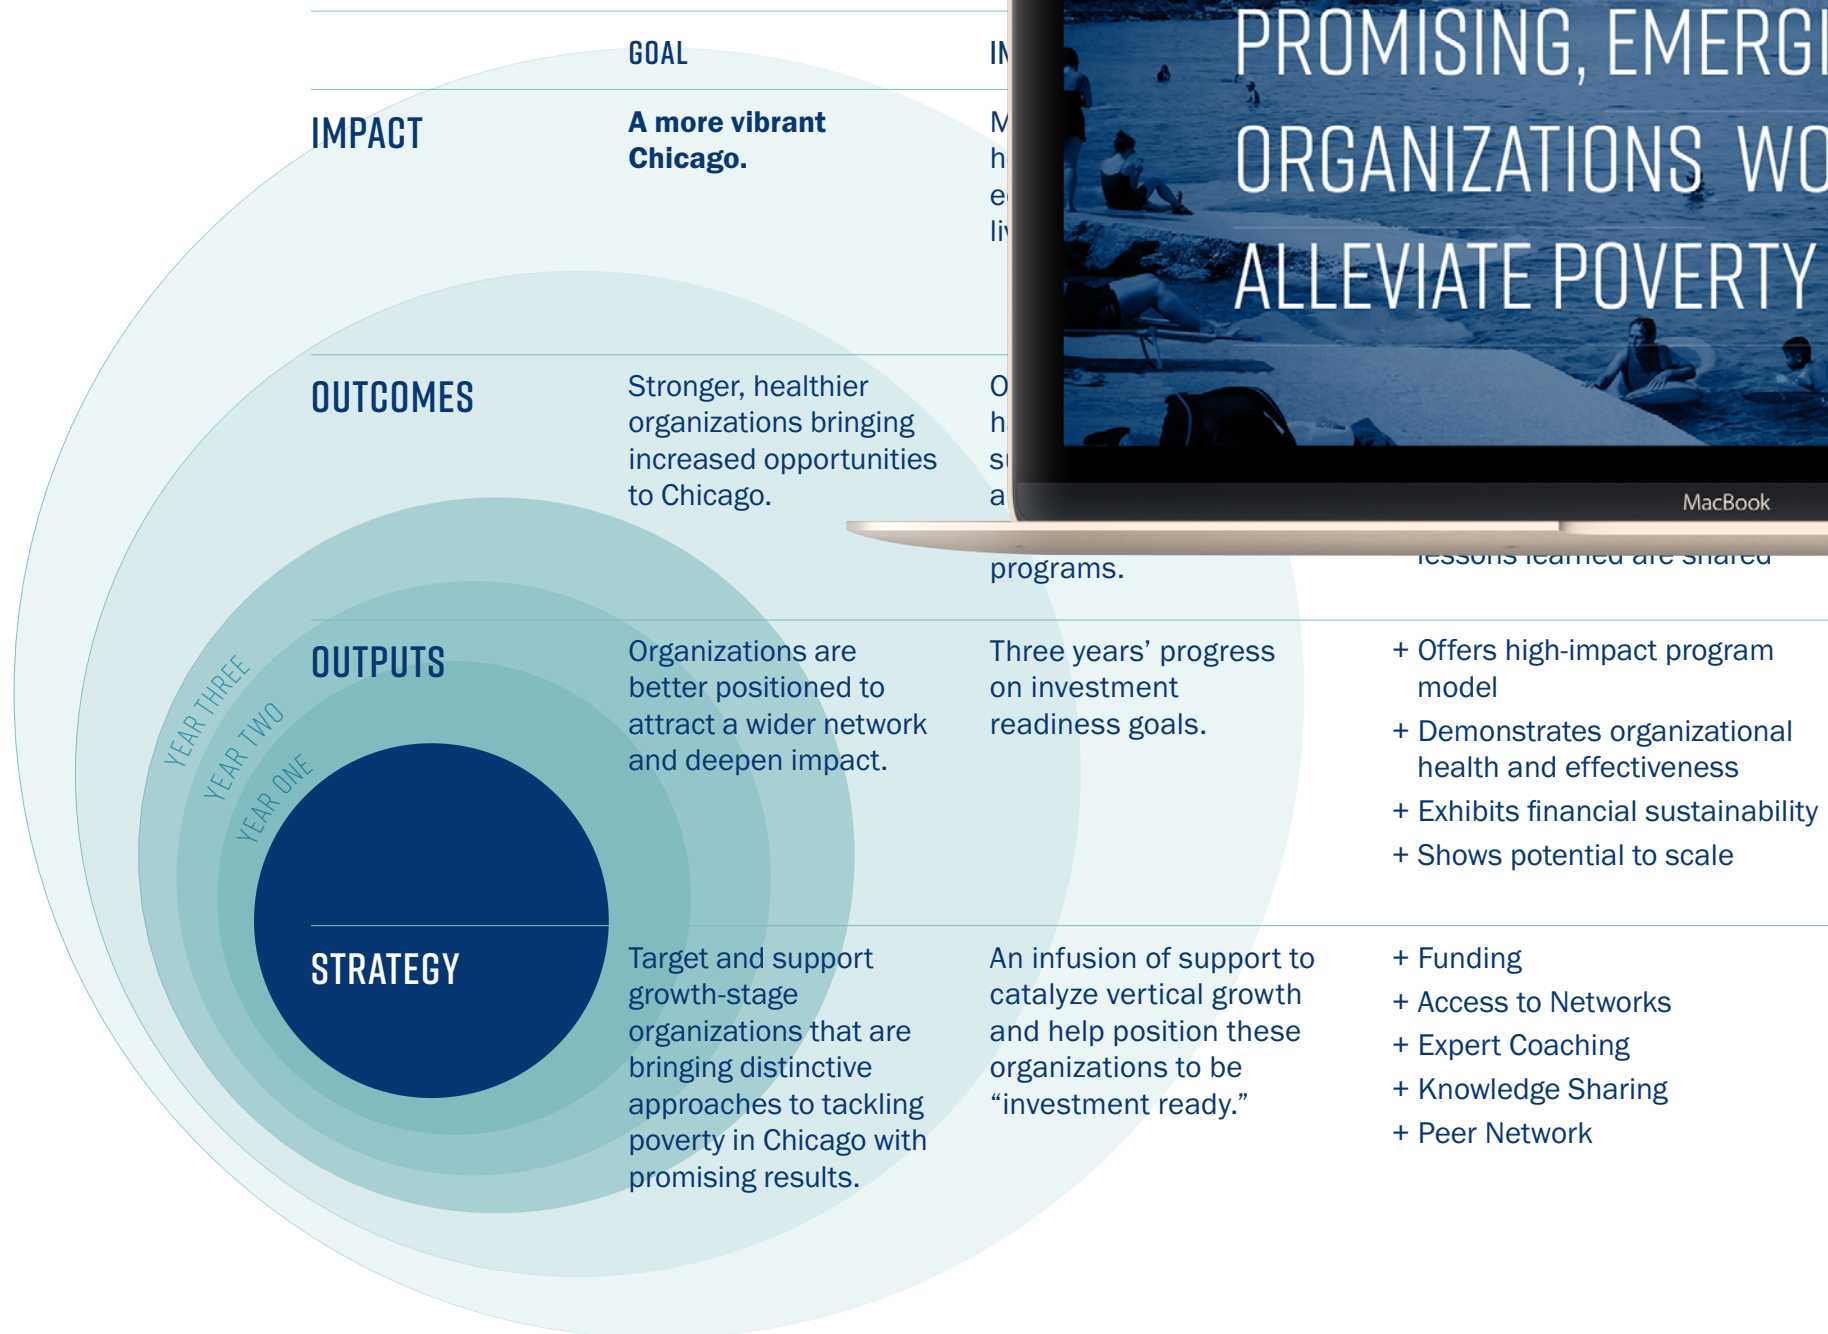 GOAL
IMPACT
A more vibrant
Chicago.
OUTCOMES
Stronger, healthier
organizations bringing
increased opportunities
to Chicago.
programs.
lessons learned are shared
OUTPUTS
Organizations are
better positioned to
attract a wider network
and deepen impact.
Three years’ progress
on investment
readiness goals.
+ Offers high-impact program
model
+ Demonstrates organizational
health and effectiveness
+ Exhibits financial sustainability
+ Shows potential to scale
YEAR THREE
YEAR TWO
YEAR ONE
STRATEGY
Target and support
growth-stage
organizations that are
bringing distinctive
approaches to tackling
poverty in Chicago with
promising results.
An infusion of support to
catalyze vertical growth
and help position these
organizations to be
“investment ready.”
+ Funding
+ Access to Networks
+ Expert Coaching
+ Knowledge Sharing
+ Peer Network
PROMISING,
ORGANIZATIONS
ALLEVIATE POVERTY
MacBook